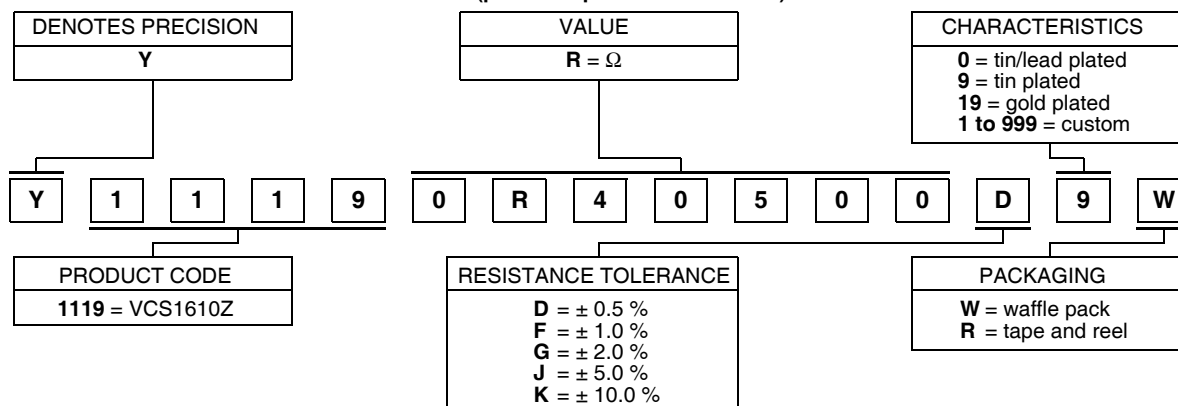 DENOTES PRECISION
Y
VALUE
R = Ω
CHARACTERISTICS
0 = tin/lead plated
9 = tin plated
19 = gold plated
1 to 999 = custom
Y 1 1 1 9 0 R 4 0 5 0 0 D 9 W
PRODUCT CODE
1119 = VCS1610Z
RESISTANCE TOLERANCE
D = ± 0.5 %
F = ± 1.0 %
G = ± 2.0 %
J = ± 5.0 %
K = ± 10.0 %
PACKAGING
W = waffle pack
R = tape and reel